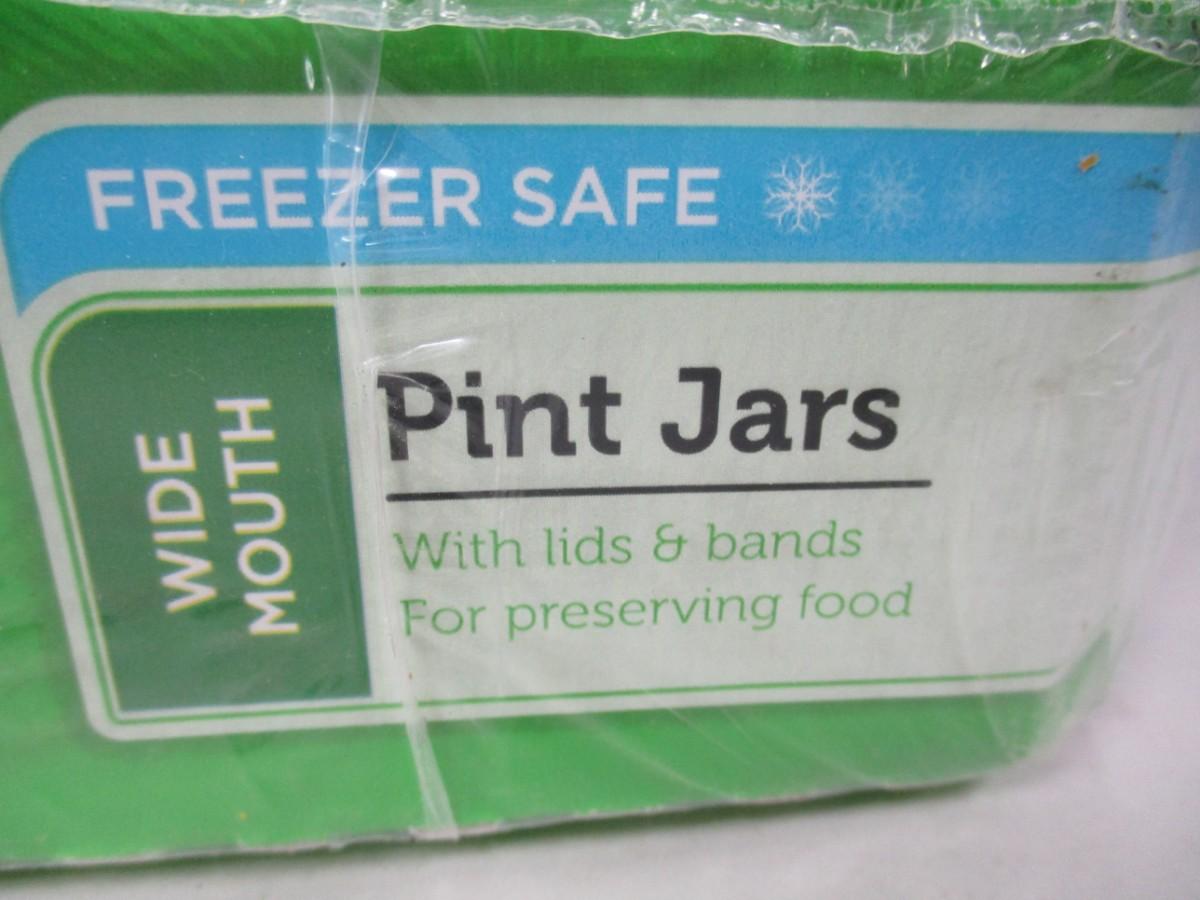 FREEZER SAFE
WIDE
MOUTH
Pint Jars
With lids & bands
For preserving food